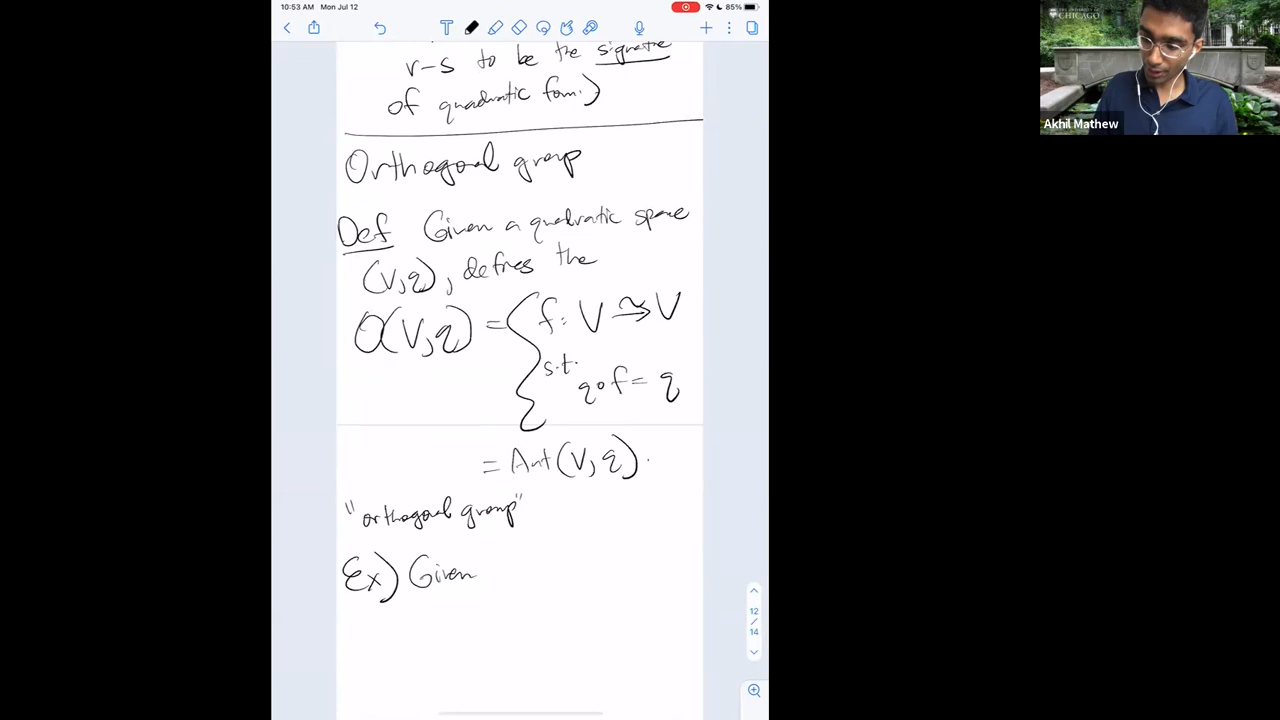 10:53 AM Mon Jul 12
85%
r-s to be the signature
of quadratic form.)
Orthogonal group
Def Given a quadratic space
(V,q), defines the
O(V,q) = { f: V ≅→ V
s.t. q∘f = q
= Aut(V,q).
"orthogonal group"
Ex) Given
12
/
14
THE UNIVERSITY OF
CHICAGO
Akhil Mathew